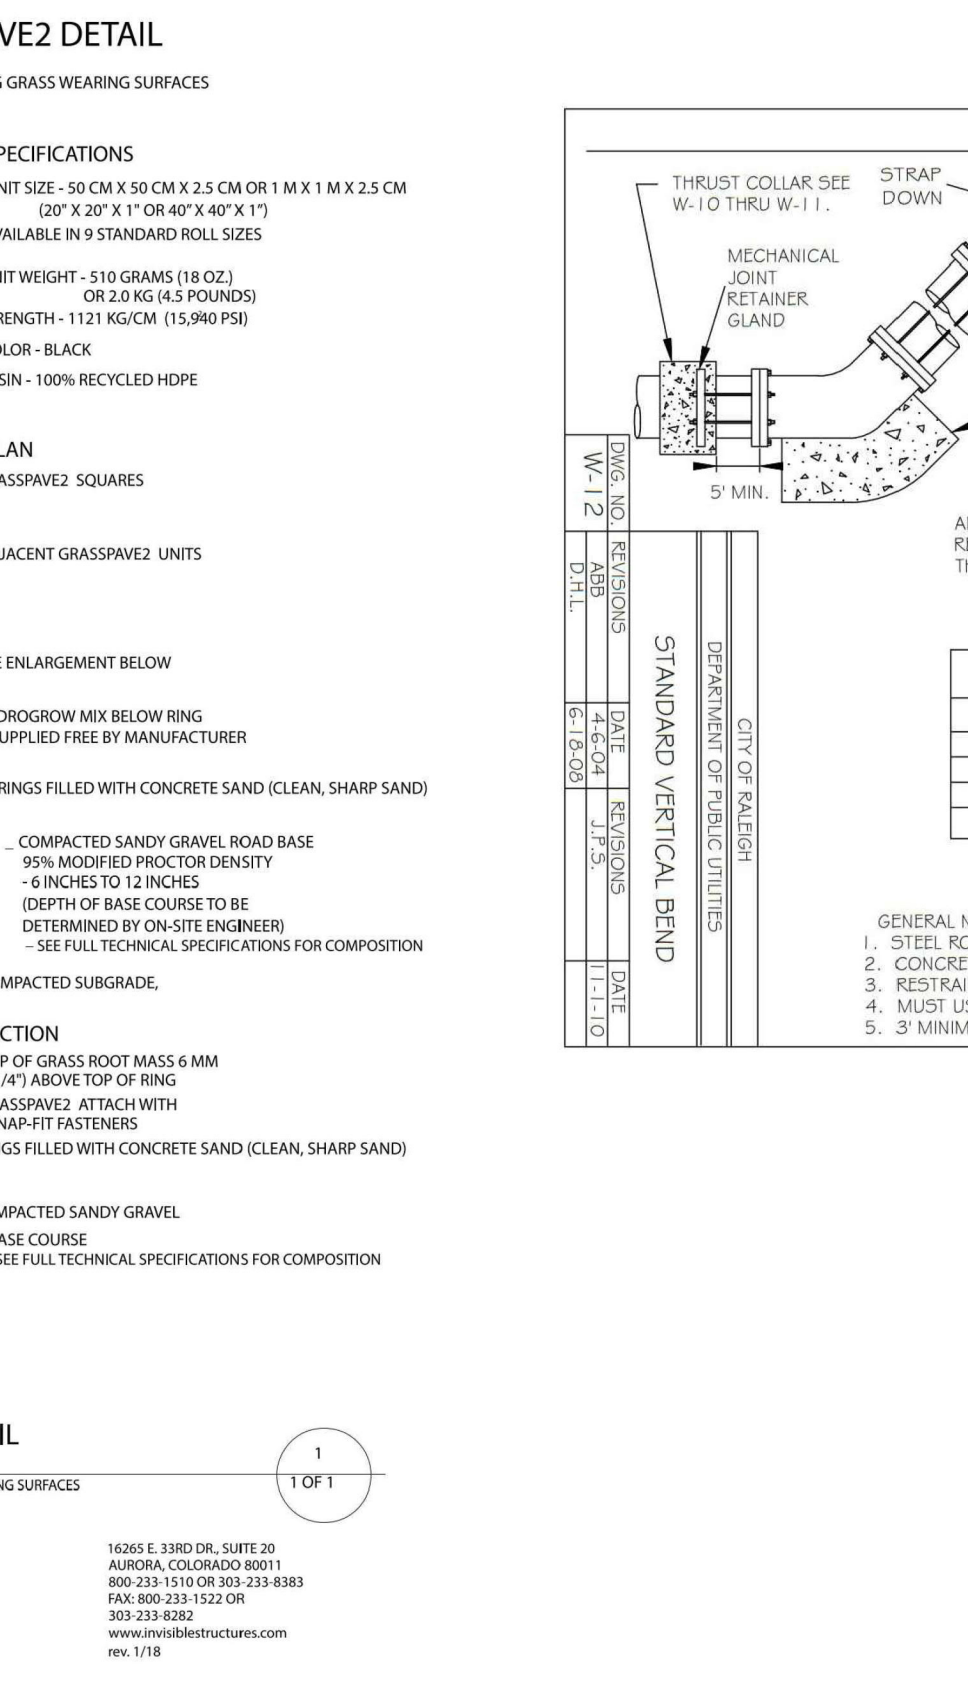 VE2 DETAIL
G GRASS WEARING SURFACES
PECIFICATIONS
NIT SIZE - 50 CM X 50 CM X 2.5 CM OR 1 M X 1 M X 2.5 CM
(20" X 20" X 1" OR 40" X 40" X 1")
VAILABLE IN 9 STANDARD ROLL SIZES
NIT WEIGHT - 510 GRAMS (18 OZ.)
OR 2.0 KG (4.5 POUNDS)
RENGTH - 1121 KG/CM² (15,940 PSI)
OLOR - BLACK
SIN - 100% RECYCLED HDPE
LAN
ASSPAVE2 SQUARES
JACENT GRASSPAVE2 UNITS
E ENLARGEMENT BELOW
DROGROW MIX BELOW RING
UPPLIED FREE BY MANUFACTURER
RINGS FILLED WITH CONCRETE SAND (CLEAN, SHARP SAND)
_ COMPACTED SANDY GRAVEL ROAD BASE
95% MODIFIED PROCTOR DENSITY
- 6 INCHES TO 12 INCHES
(DEPTH OF BASE COURSE TO BE
DETERMINED BY ON-SITE ENGINEER)
– SEE FULL TECHNICAL SPECIFICATIONS FOR COMPOSITION
MPACTED SUBGRADE,
CTION
P OF GRASS ROOT MASS 6 MM
/4") ABOVE TOP OF RING
ASSPAVE2 ATTACH WITH
NAP-FIT FASTENERS
GS FILLED WITH CONCRETE SAND (CLEAN, SHARP SAND)
MPACTED SANDY GRAVEL
ASE COURSE
SEE FULL TECHNICAL SPECIFICATIONS FOR COMPOSITION
IL
NG SURFACES
1
1 OF 1
16265 E. 33RD DR., SUITE 20
AURORA, COLORADO 80011
800-233-1510 OR 303-233-8383
FAX: 800-233-1522 OR
303-233-8282
www.invisiblestructures.com
rev. 1/18
THRUST COLLAR SEE
W-10 THRU W-11.
STRAP
DOWN
MECHANICAL
JOINT
RETAINER
GLAND
5' MIN.
A
RE
TH
CITY OF RALEIGH
DEPARTMENT OF PUBLIC UTILITIES
STANDARD VERTICAL BEND
DWG. NO. REVISIONS DATE REVISIONS DATE
W-12 ABB 4-6-04 J.P.S. 11-1-10
D.H.L. 6-18-08
GENERAL N
1. STEEL RO
2. CONCRE
3. RESTRAI
4. MUST US
5. 3' MINIM